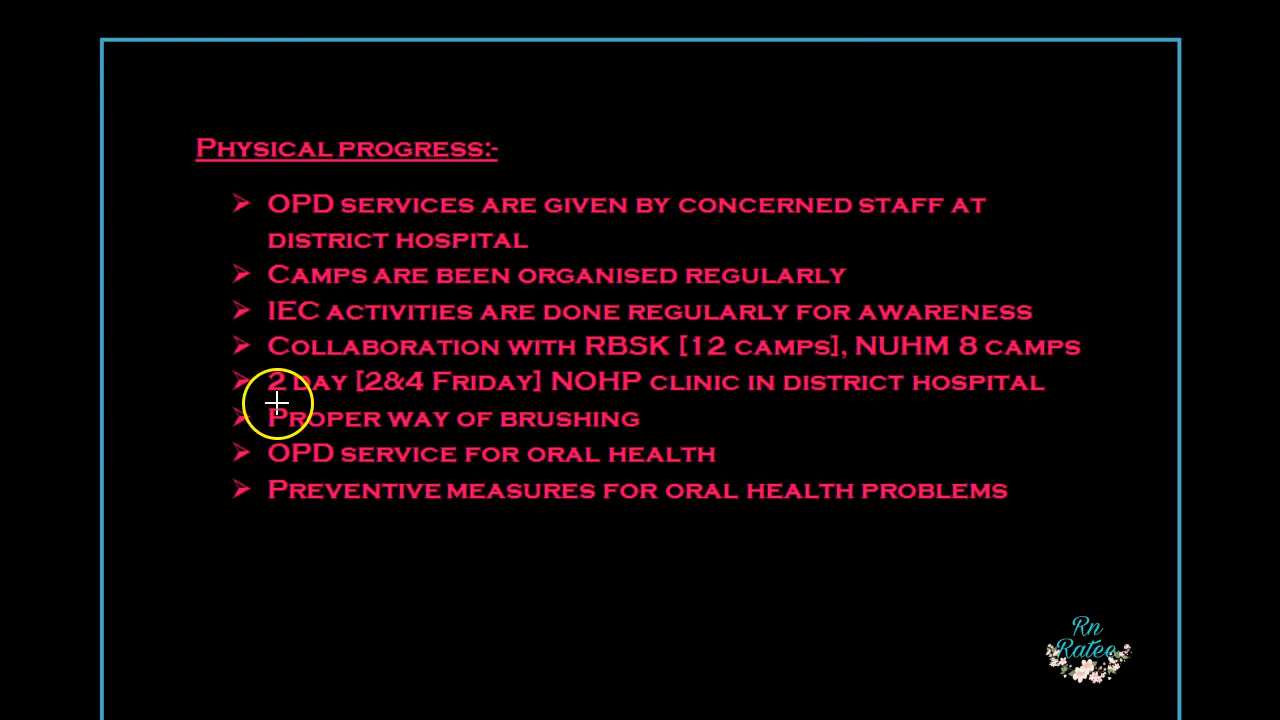 Physical progress:-
OPD services are given by concerned staff at
district hospital
Camps are been organised regularly
IEC activities are done regularly for awareness
Collaboration with RBSK [12 camps], NUHM 8 camps
2 day [2&4 Friday] NOHP clinic in district hospital
Proper way of brushing
OPD service for oral health
Preventive measures for oral health problems
Rn
Ratee